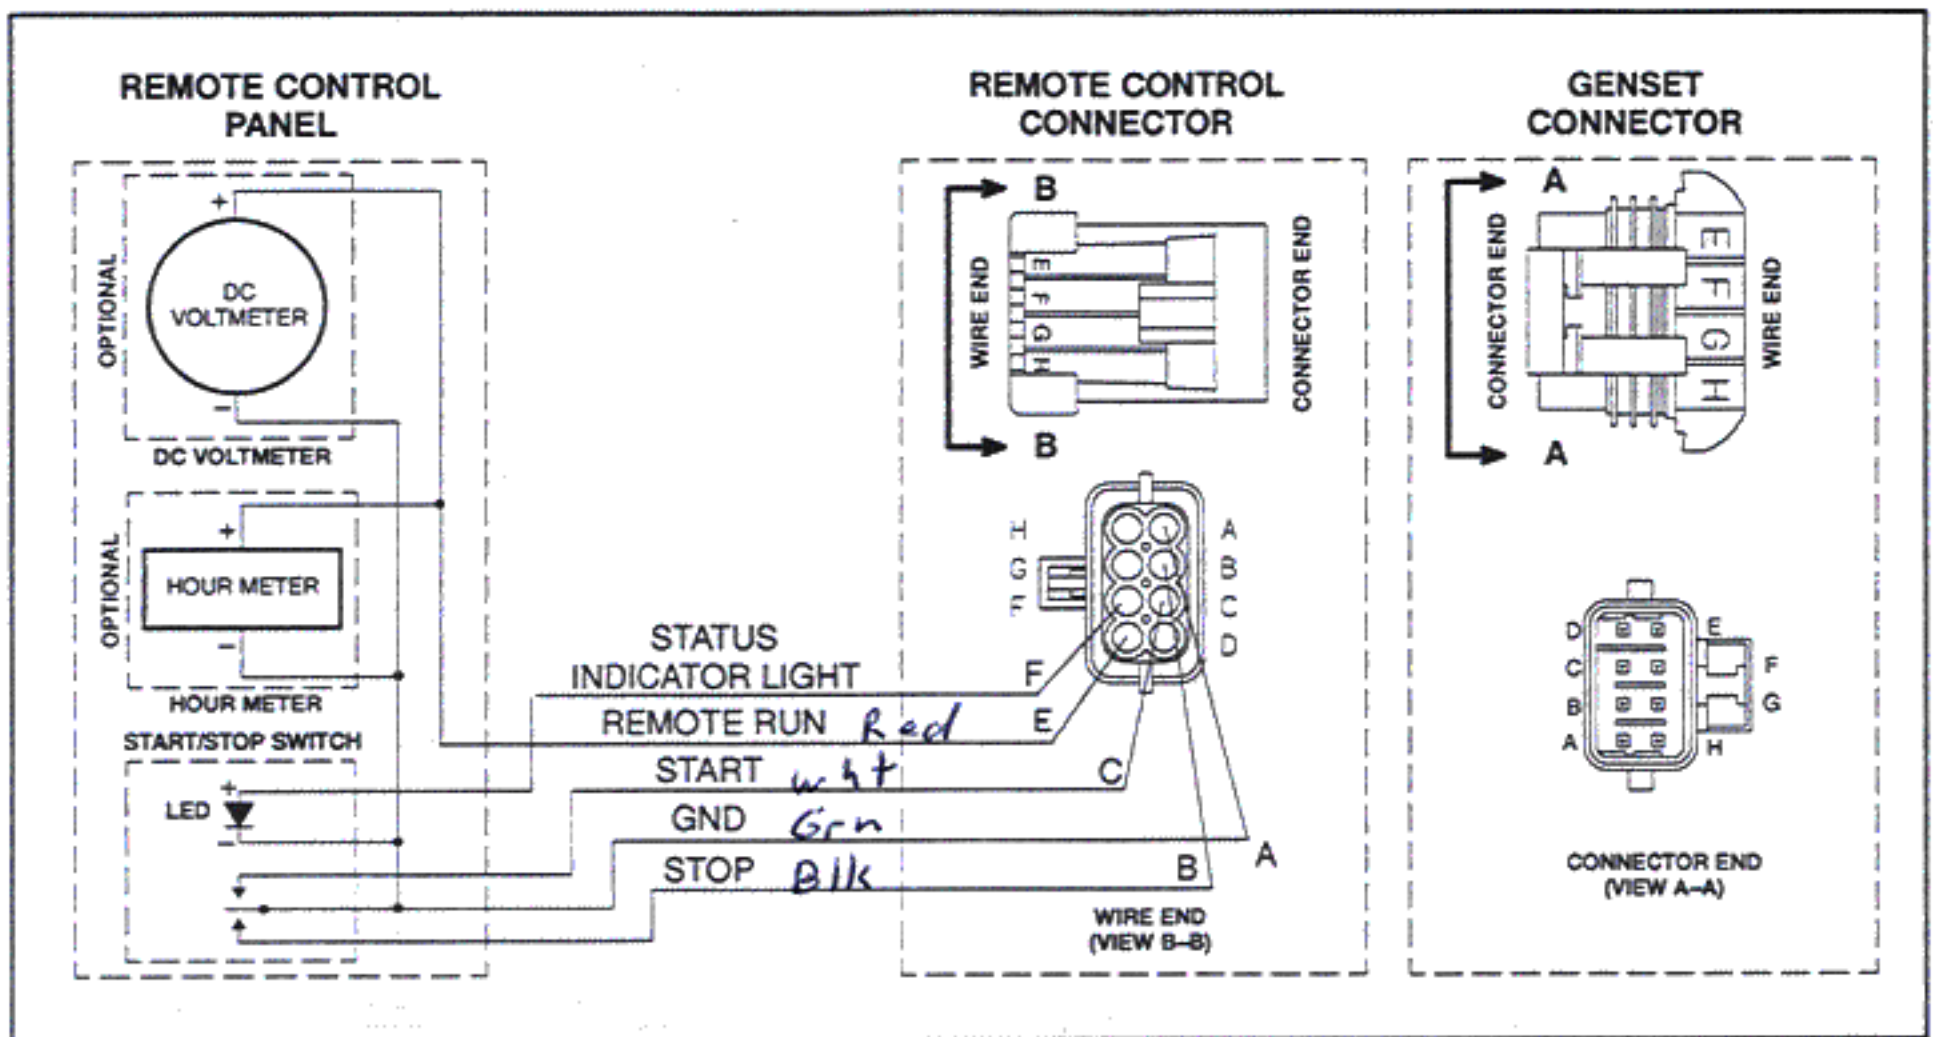 REMOTE CONTROL
PANEL
OPTIONAL
+
DC
VOLTMETER
–
DC VOLTMETER
OPTIONAL
+
HOUR METER
–
HOUR METER
START/STOP SWITCH
+
LED
–
STATUS
INDICATOR LIGHT
F
REMOTE RUN Red E
START wht C
GND Grn A
STOP Blk B
REMOTE CONTROL
CONNECTOR
B
WIRE END
E
F
G
H
CONNECTOR END
B
H
G
F
A
B
C
D
WIRE END
(VIEW B–B)
GENSET
CONNECTOR
A
CONNECTOR END
E
F
G
H
WIRE END
A
D
C
B
A
E
F
G
H
CONNECTOR END
(VIEW A–A)